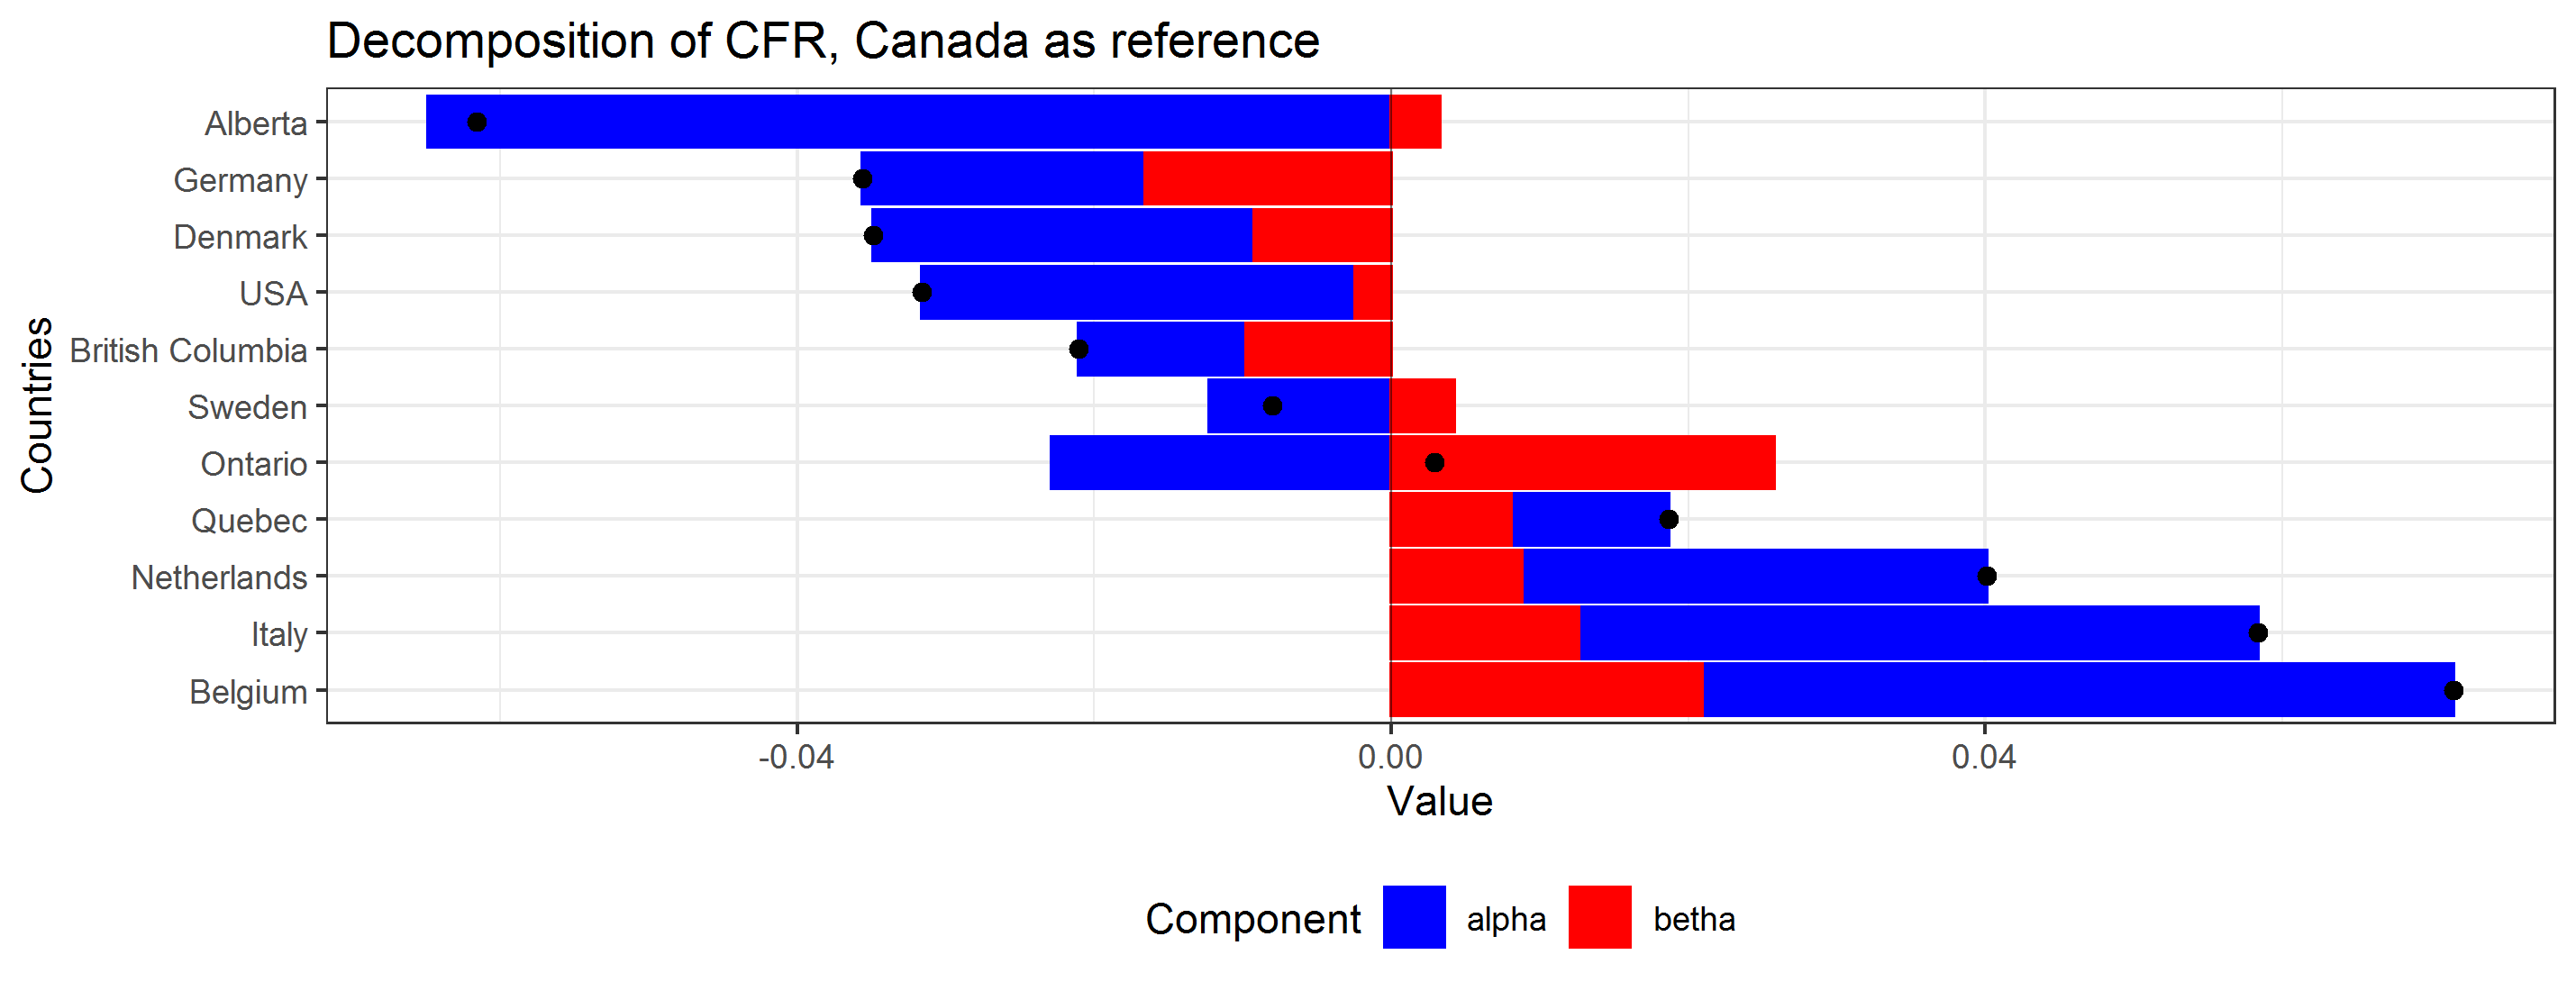 Decomposition of CFR, Canada as reference
Countries
Alberta
Germany
Denmark
USA
British Columbia
Sweden
Ontario
Quebec
Netherlands
Italy
Belgium
-0.04 0.00 0.04
Value
Component alpha betha